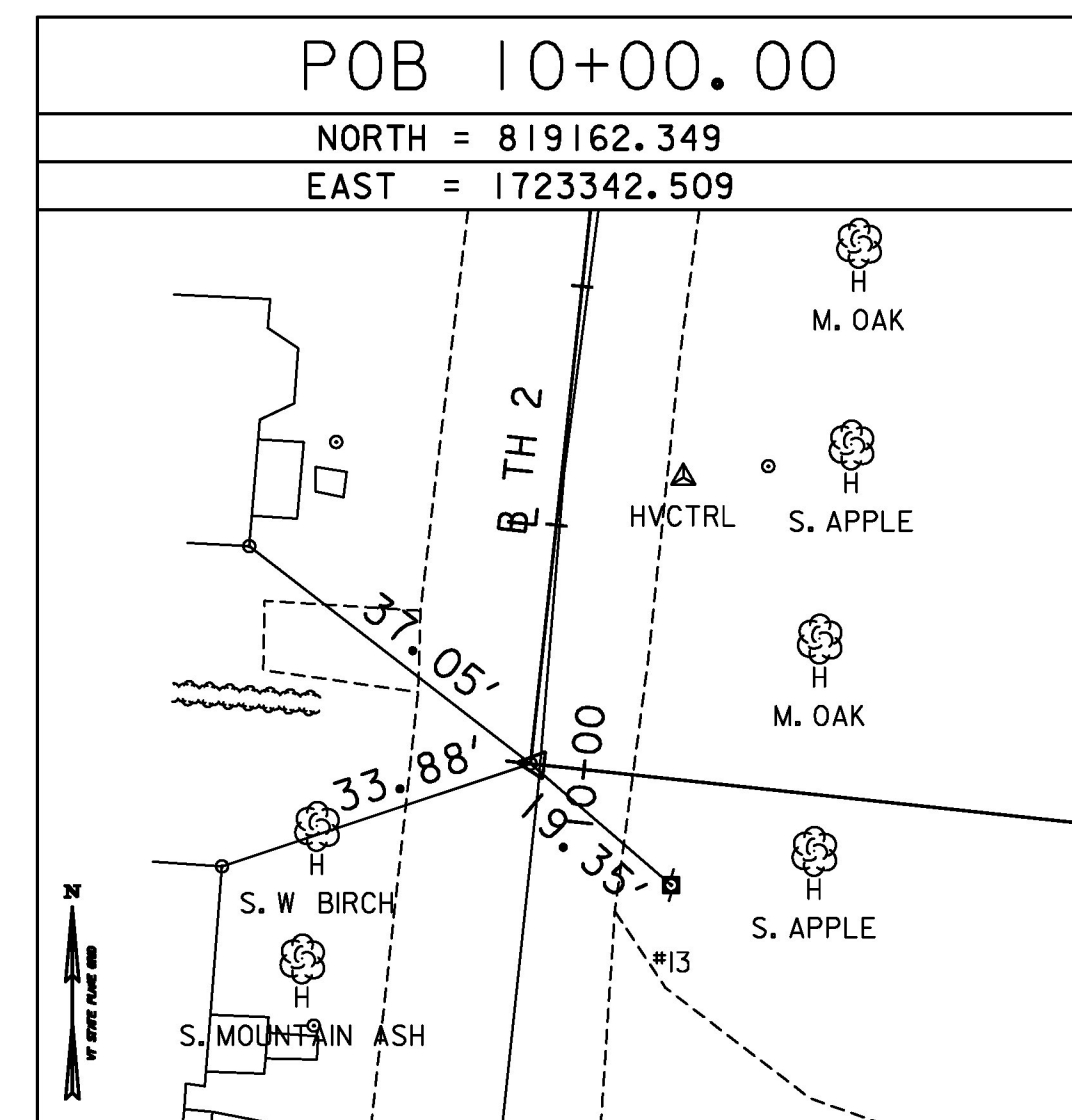 POB 10+00.00
NORTH = 819162.349
EAST = 1723342.509
H
M. OAK
BL TH 2
HVCTRL
H
S. APPLE
37.05'
H
M. OAK
33.88'
10+00
19.35'
H
S. W BIRCH
H
S. APPLE
N
VT STATE PLANE GRID
#13
H
S. MOUNTAIN ASH